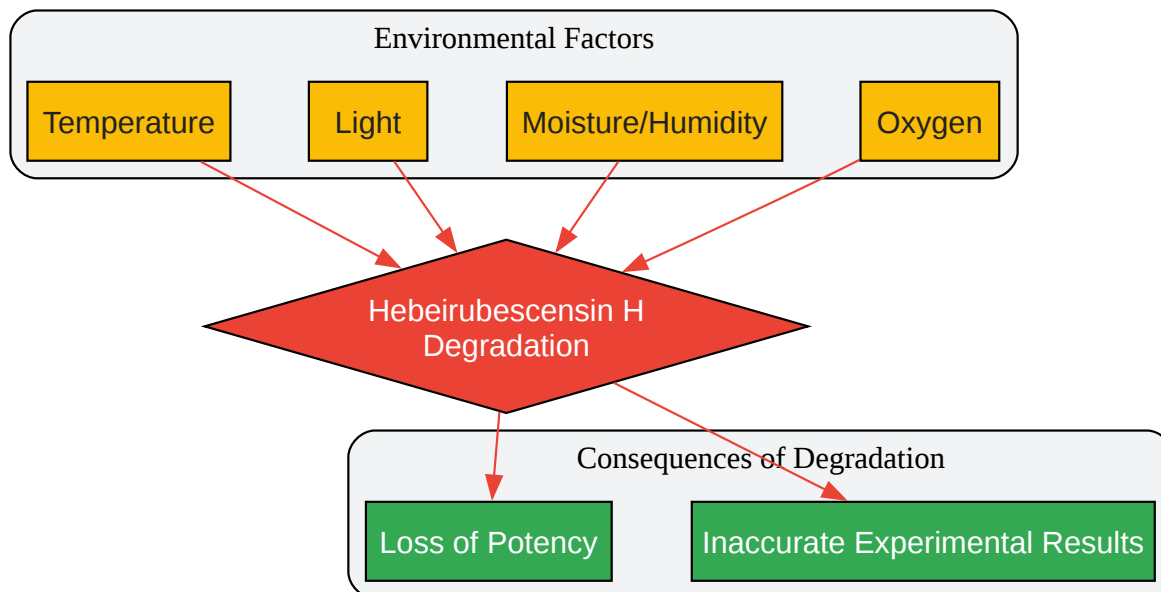 Environmental Factors
Temperature
Light
Moisture/Humidity
Oxygen
Hebeirubescensin H
Degradation
Consequences of Degradation
Loss of Potency
Inaccurate Experimental Results